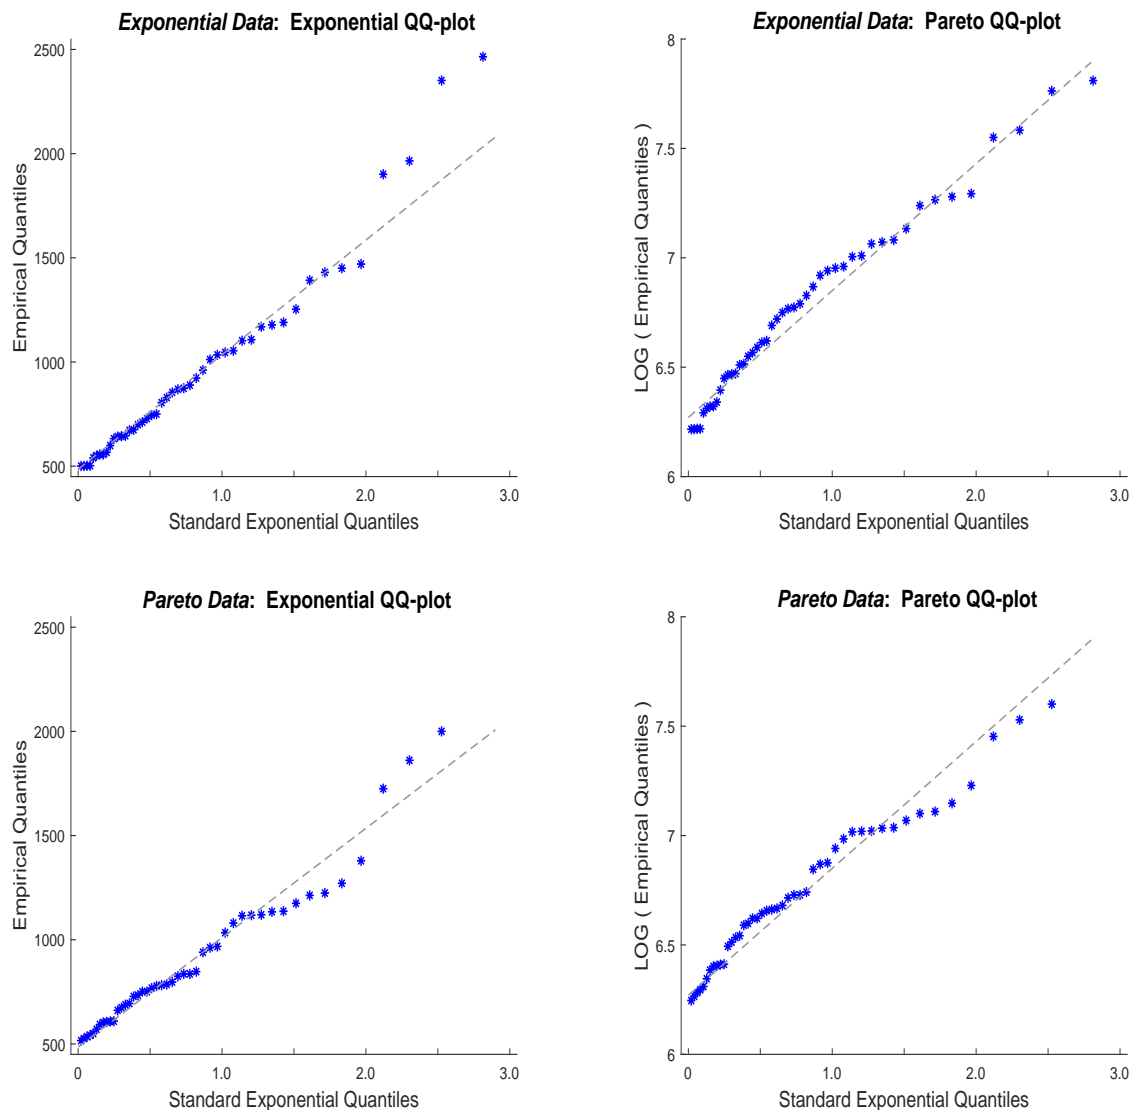 Exponential Data: Exponential QQ-plot
2500
2000
1500
1000
500
Empirical Quantiles
0 1.0 2.0 3.0
Standard Exponential Quantiles
Exponential Data: Pareto QQ-plot
8
7.5
7
6.5
6
LOG ( Empirical Quantiles )
0 1.0 2.0 3.0
Standard Exponential Quantiles
Pareto Data: Exponential QQ-plot
2500
2000
1500
1000
500
Empirical Quantiles
0 1.0 2.0 3.0
Standard Exponential Quantiles
Pareto Data: Pareto QQ-plot
8
7.5
7
6.5
6
LOG ( Empirical Quantiles )
0 1.0 2.0 3.0
Standard Exponential Quantiles